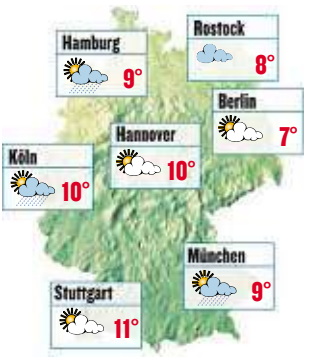 Rostock
8°
Hamburg
9°
Berlin
7°
Hannover
10°
Köln
10°
München
9°
Stuttgart
11°